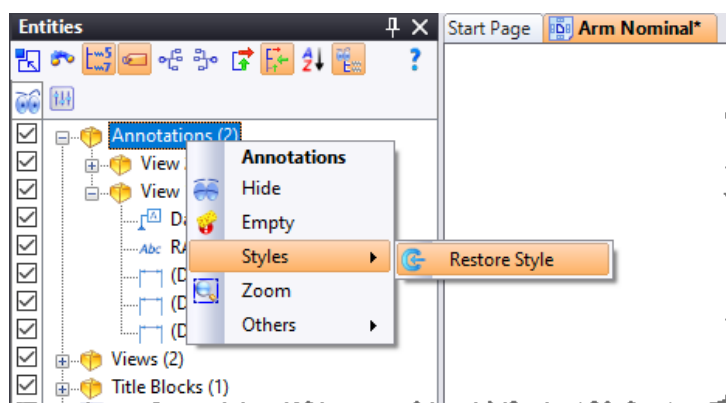 Entities
Start Page
Arm Nominal*
Annotations (2)
Annotations
View
Hide
View
Empty
Abc
Styles
Restore Style
(D
Zoom
(D
Others
(D
Views (2)
Title Blocks (1)